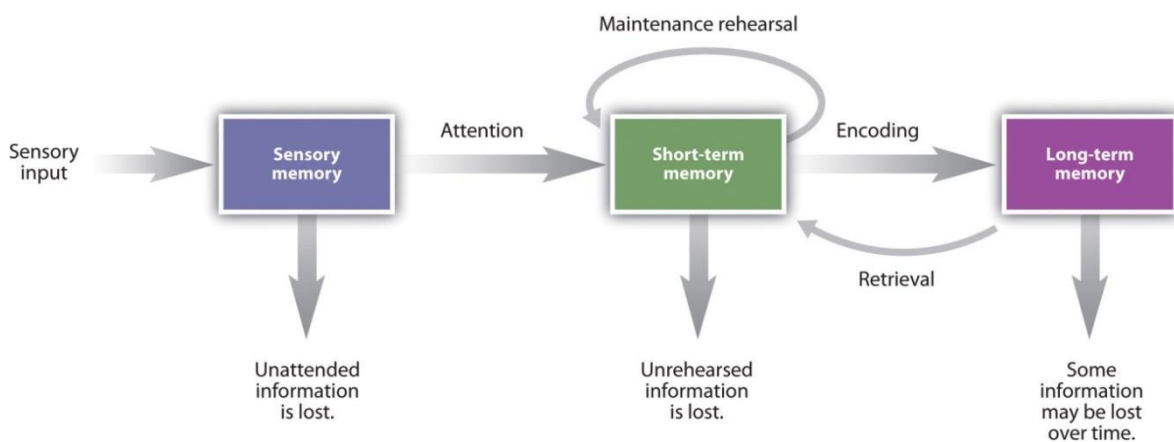 Maintenance rehearsal
Sensory
input
Sensory
memory
Attention
Short-term
memory
Encoding
Long-term
memory
Retrieval
Unattended
information
is lost.
Unrehearsed
information
is lost.
Some
information
may be lost
over time.